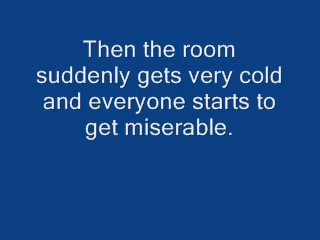 Then the room
suddenly gets very cold
and everyone starts to
get miserable.